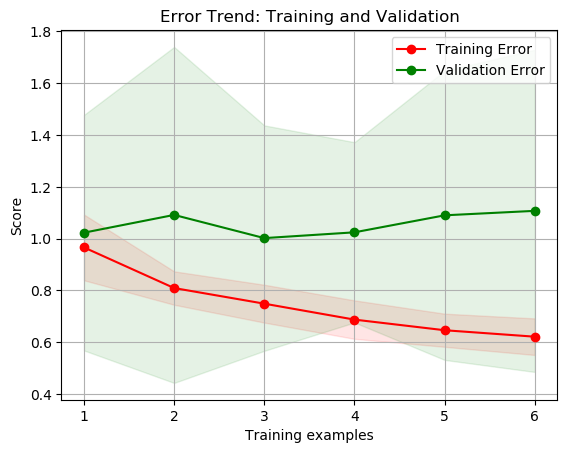 Error Trend: Training and Validation
Training Error
Validation Error
Score
1.8
1.6
1.4
1.2
1.0
0.8
0.6
0.4
1 2 3 4 5 6
Training examples